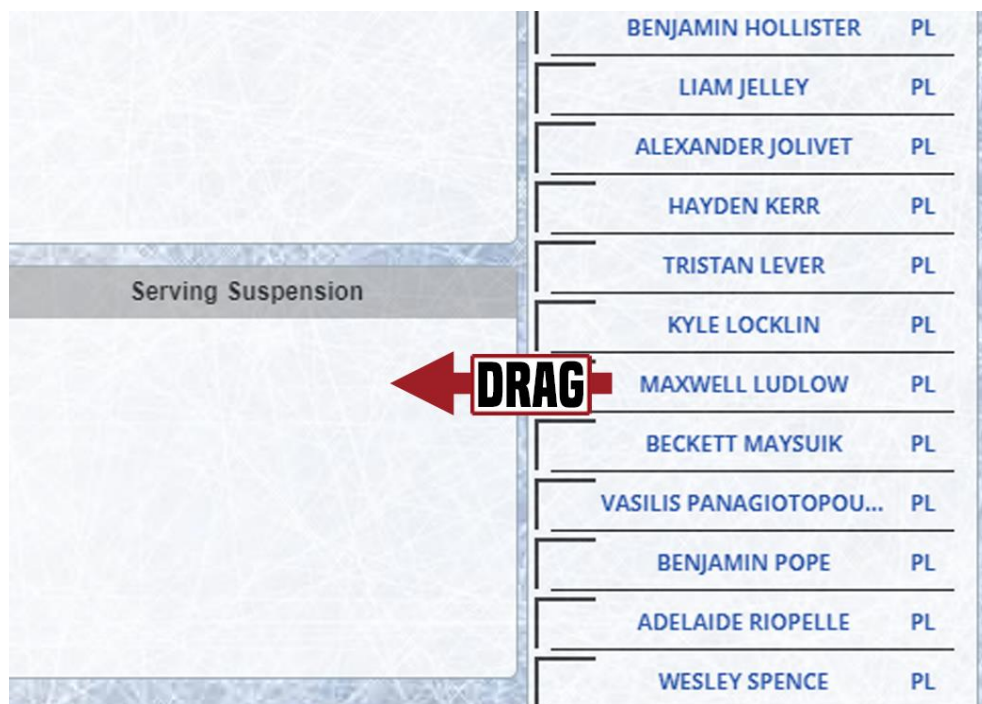 BENJAMIN HOLLISTER PL
LIAM JELLEY PL
ALEXANDER JOLIVET PL
HAYDEN KERR PL
TRISTAN LEVER PL
Serving Suspension
KYLE LOCKLIN PL
DRAG
MAXWELL LUDLOW PL
BECKETT MAYSUIK PL
VASILIS PANAGIOTOPOU... PL
BENJAMIN POPE PL
ADELAIDE RIOPELLE PL
WESLEY SPENCE PL